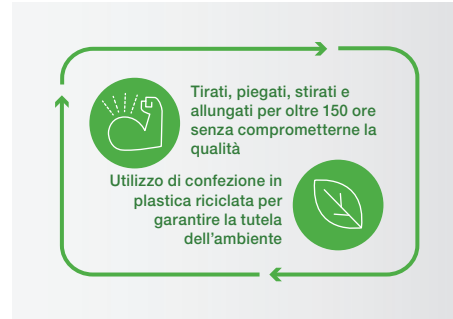 Tirati, piegati, stirati e
allungati per oltre 150 ore
senza comprometterne la
qualità
Utilizzo di confezione in
plastica riciclata per
garantire la tutela
dell'ambiente